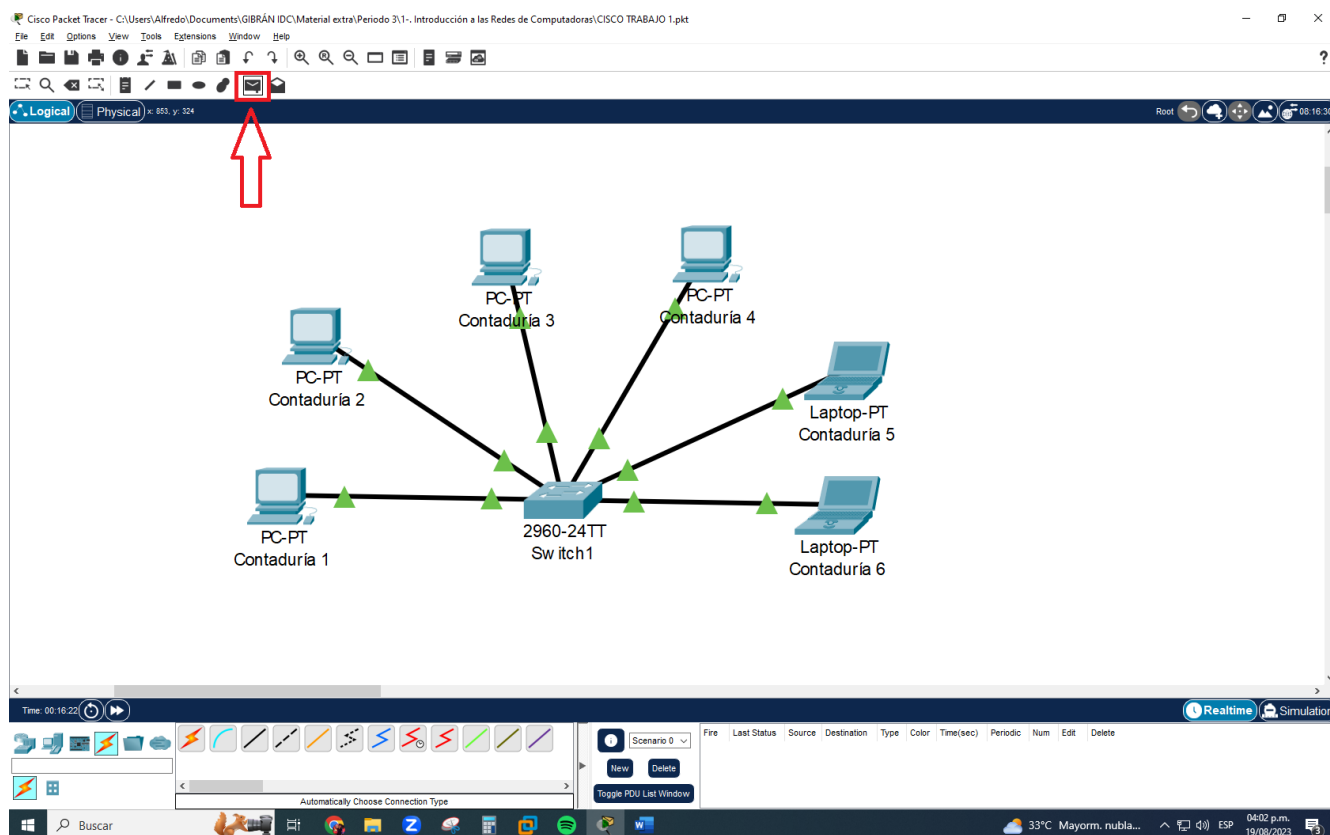 Cisco Packet Tracer - C:\Users\Alfredo\Documents\GIBRÁN IDC\Material extra\Periodo 3\1-. Introducción a las Redes de Computadoras\CISCO TRABAJO 1.pkt
File Edit Options View Tools Extensions Window Help
?
Logical Physical x: 853, y: 324 Root 08:16:30
PC-PT
Contaduría 3
PC-PT
Contaduría 4
PC-PT
Contaduría 2
Laptop-PT
Contaduría 5
PC-PT
Contaduría 1
2960-24TT
Switch1
Laptop-PT
Contaduría 6
Time: 00:16:22 Realtime Simulation
Scenario 0 Fire Last Status Source Destination Type Color Time(sec) Periodic Num Edit Delete
New Delete
Toggle PDU List Window
Automatically Choose Connection Type
Buscar 33°C Mayorm. nubla... ESP 04:02 p.m.
19/08/2023 3